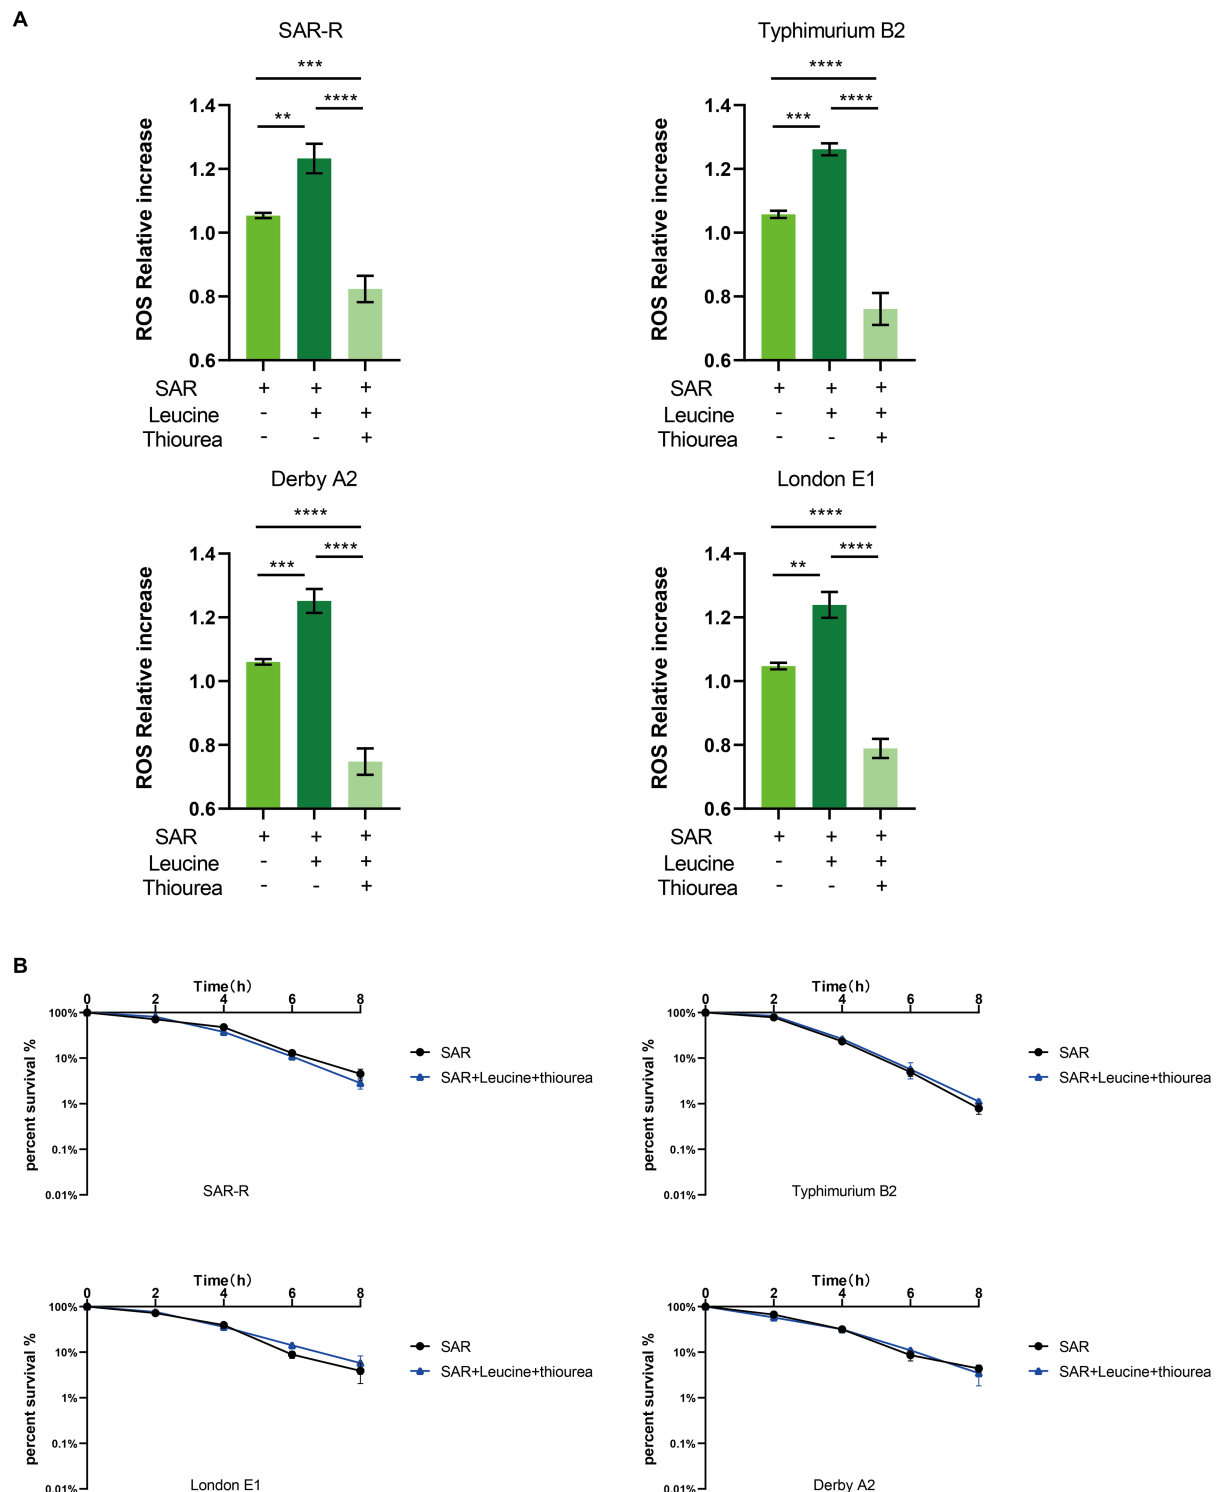 A
SAR-R
***
****
**
1.4
1.2
1.0
0.8
0.6
ROS Relative increase
SAR + + +
Leucine - + +
Thiourea - - +
Typhimurium B2
****
****
***
1.4
1.2
1.0
0.8
0.6
ROS Relative increase
SAR + + +
Leucine - + +
Thiourea - - +
Derby A2
****
****
***
1.4
1.2
1.0
0.8
0.6
ROS Relative increase
SAR + + +
Leucine - + +
Thiourea - - +
London E1
****
****
**
1.4
1.2
1.0
0.8
0.6
ROS Relative increase
SAR + + +
Leucine - + +
Thiourea - - +
B
Time(h)
0 2 4 6 8
100%
10%
1%
0.1%
0.01%
percent survival %
SAR
SAR+Leucine+thiourea
SAR-R
Time(h)
0 2 4 6 8
100%
10%
1%
0.1%
0.01%
percent survival %
SAR
SAR+Leucine+thiourea
Typhimurium B2
Time(h)
0 2 4 6 8
100%
10%
1%
0.1%
0.01%
percent survival %
SAR
SAR+Leucine+thiourea
London E1
Time(h)
0 2 4 6 8
100%
10%
1%
0.1%
0.01%
percent survival %
SAR
SAR+Leucine+thiourea
Derby A2